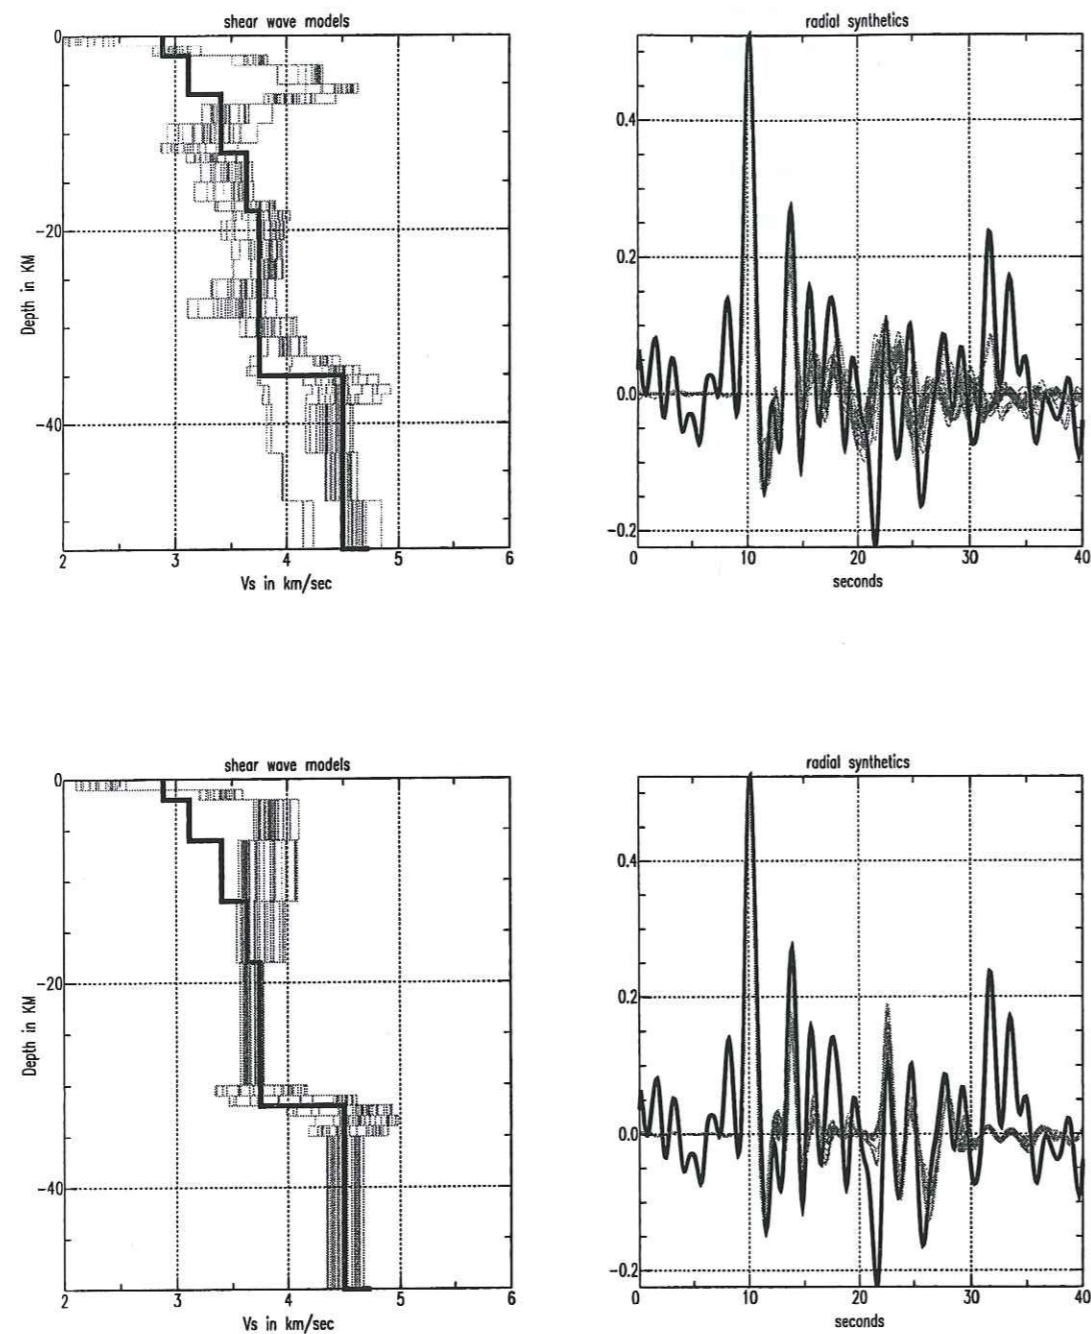 shear wave models
0
-20
-40
Depth in KM
2 3 4 5 6
Vs in km/sec
radial synthetics
0.4
0.2
0.0
-0.2
0 10 20 30 40
seconds
shear wave models
0
-20
-40
Depth in KM
2 3 4 5 6
Vs in km/sec
radial synthetics
0.4
0.2
0.0
-0.2
0 10 20 30 40
seconds